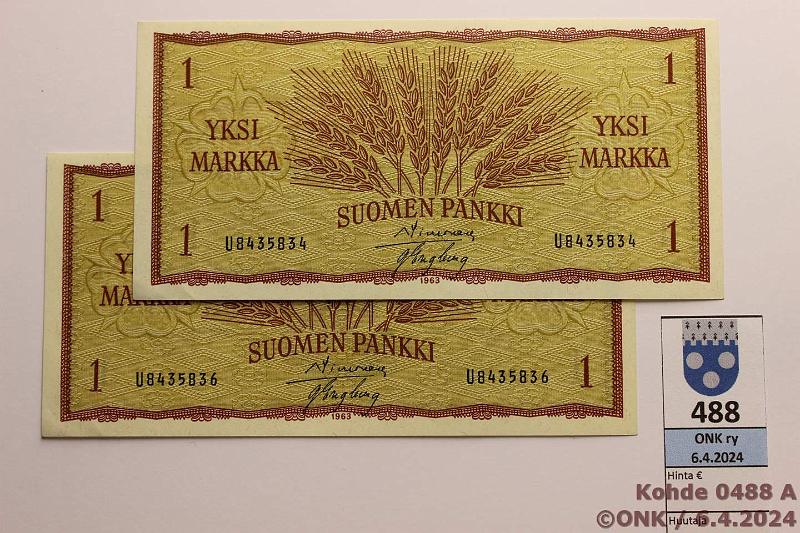 1 1
YKSI YKSI
MARKKA MARKKA
SUOMEN PANKKI
1 U8435834 U8435834 1
1963
1
MARK
SUOMEN PANKKI
1 U8435836 U8435836 1
1963
488
ONK ry
6.4.2024
Hinta €
Kohde 0488 A
Huutaja
©ONK / 6.4.2024